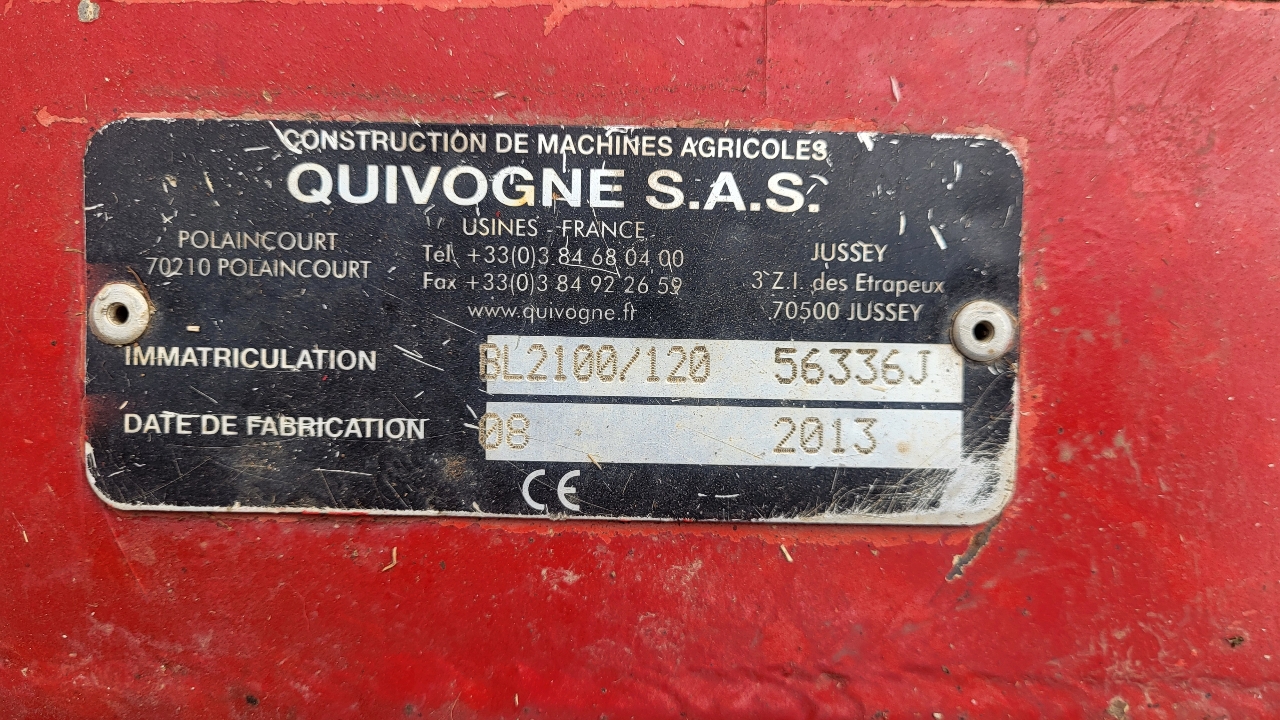 CONSTRUCTION DE MACHINES AGRICOLES
QUIVOGNE S.A.S.
USINES - FRANCE
POLAINCOURT
70210 POLAINCOURT
Tél. +33(0)3 84 68 04 00
Fax +33(0)3 84 92 26 59
www.quivogne.fr
JUSSEY
3 Z.I. des Etrapeux
70500 JUSSEY
IMMATRICULATION BL2100/120 56336J
DATE DE FABRICATION 08 2013
CE